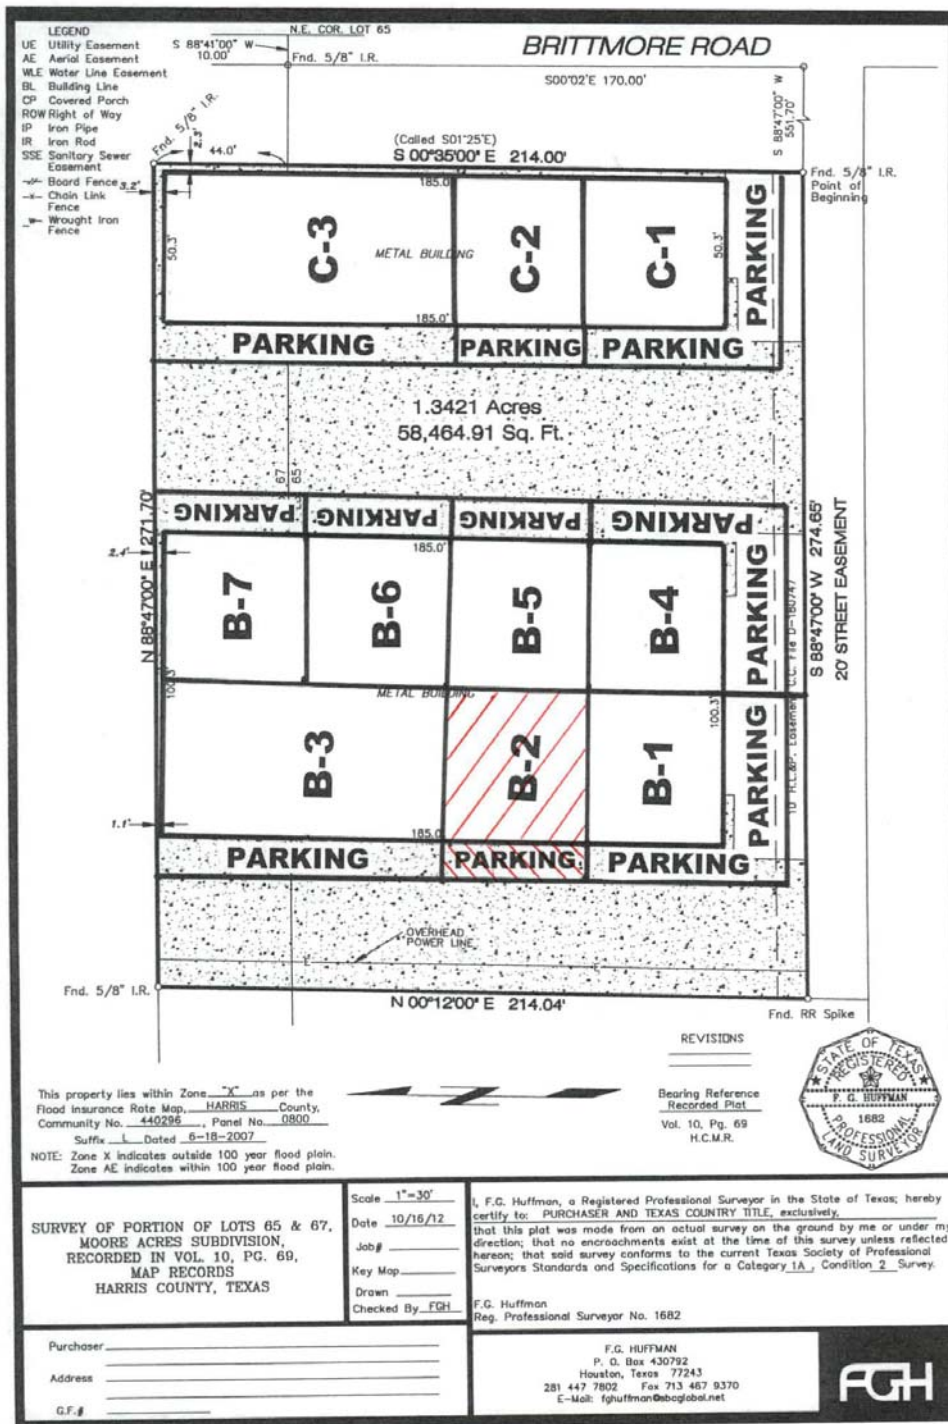 LEGEND
UE Utility Easement
AE Aerial Easement
WLE Water Line Easement
BL Building Line
CP Covered Porch
ROW Right of Way
IP Iron Pipe
IR Iron Rod
SSE Sanitary Sewer
Easement
Board Fence
Chain Link
Fence
Wrought Iron
Fence
N.E. COR. LOT 65
S 88°41'00" W
10.00'
Fnd. 5/8" I.R.
BRITTMORE ROAD
S00°02'E 170.00'
S 88°47'00" W
551.70'
Fnd. 5/8" I.R.
2.3'
44.0'
(Called S01°25'E)
S 00°35'00" E 214.00'
Fnd. 5/8" I.R.
Point of
Beginning
3.2'
185.0'
50.3'
C-3
METAL BUILDING
C-2
C-1
50.3'
PARKING
185.0'
PARKING
PARKING
PARKING
1.3421 Acres
58,464.91 Sq. Ft.
67
65
N 88°47'00" E 271.70'
PARKING
PARKING
PARKING
PARKING
S 88°47'00" W 274.65'
20' STREET EASEMENT
2.4'
185.0'
B-7
B-6
B-5
B-4
PARKING
10' H.L.&P. Easement C.C. File D-180747
100.3'
METAL BUILDING
100.3'
B-3
B-2
B-1
PARKING
1.1'
185.0'
PARKING
PARKING
PARKING
OVERHEAD
POWER LINE
Fnd. 5/8" I.R.
N 00°12'00" E 214.04'
Fnd. RR Spike
REVISIONS
STATE OF TEXAS
REGISTERED
F. G. HUFFMAN
1682
PROFESSIONAL
LAND SURVEYOR
This property lies within Zone "X" as per the
Flood Insurance Rate Map, HARRIS County,
Community No. 440296, Panel No. 0800
Suffix L Dated 6-18-2007
NOTE: Zone X indicates outside 100 year flood plain.
Zone AE indicates within 100 year flood plain.
Bearing Reference
Recorded Plat
Vol. 10, Pg. 69
H.C.M.R.
SURVEY OF PORTION OF LOTS 65 & 67,
MOORE ACRES SUBDIVISION,
RECORDED IN VOL. 10, PG. 69,
MAP RECORDS
HARRIS COUNTY, TEXAS
Scale 1"=30'
Date 10/16/12
Job#
Key Map
Drawn
Checked By FGH
I, F.G. Huffman, a Registered Professional Surveyor in the State of Texas; hereby
certify to: PURCHASER AND TEXAS COUNTRY TITLE, exclusively,
that this plat was made from an actual survey on the ground by me or under my
direction; that no encroachments exist at the time of this survey unless reflected
hereon; that said survey conforms to the current Texas Society of Professional
Surveyors Standards and Specifications for a Category 1A, Condition 2 Survey.
F.G. Huffman
Reg. Professional Surveyor No. 1682
Purchaser
Address
G.F.#
F.G. HUFFMAN
P. O. Box 430792
Houston, Texas 77243
281 447 7802 Fax 713 467 9370
E-Mail: fghuffman@sbcglobal.net
FGH